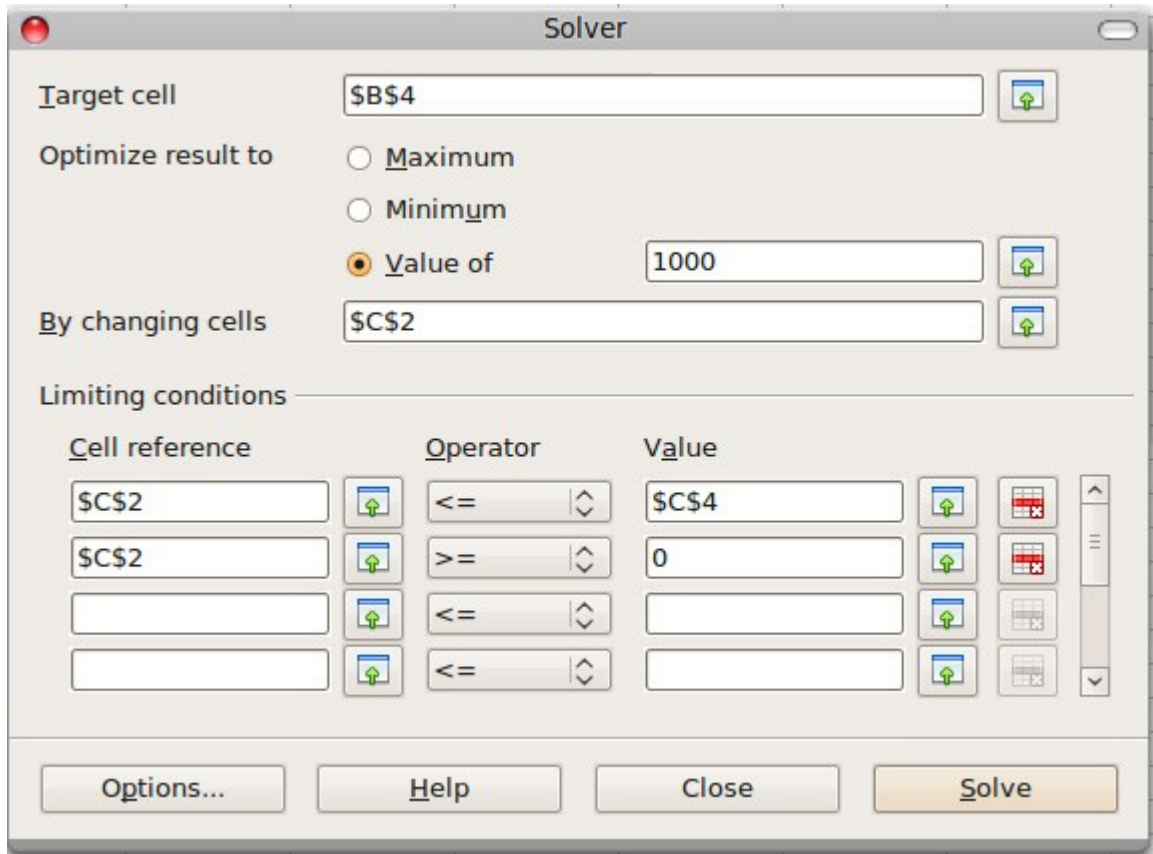 Solver
Target cell $B$4
Optimize result to Maximum
Minimum
Value of 1000
By changing cells $C$2
Limiting conditions
Cell reference Operator Value
$C$2 <= $C$4
$C$2 >= 0
<=
<=
Options... Help Close Solve